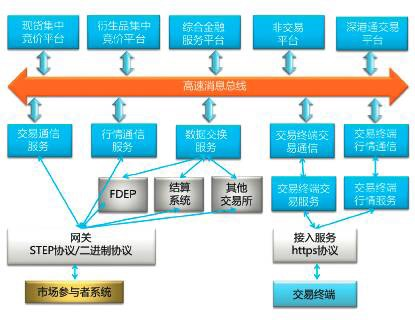 现货集中
竞价平台
衍生品集中
竞价平台
综合金融
服务平台
非交易
平台
深港通交易
平台
高速消息总线
交易通信
服务
行情通信
服务
数据交换
服务
交易终端交
易通信
交易终端
行情通信
FDEP
结算
系统
其他
交易所
交易终端交
易服务
交易终端
行情服务
网关
STEP协议/二进制协议
接入服务
https协议
市场参与者系统
交易终端